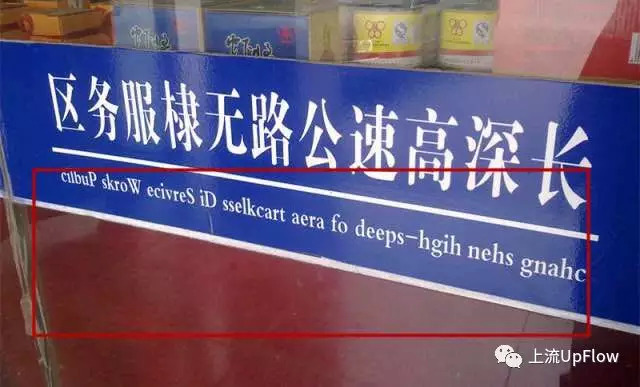 区务服棣无路公速高深长
cilbuP skroW ecivreS iD sselkcart aera fo deeps-hgih nehs gnahc
上流UpFlow